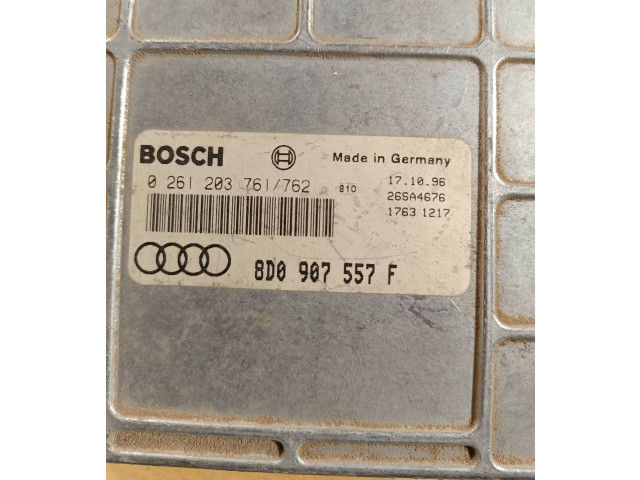 BOSCH Made in Germany
0 261 203 761/762 810 17.10.96
26SA4676
1763 1217
8D0 907 557 F